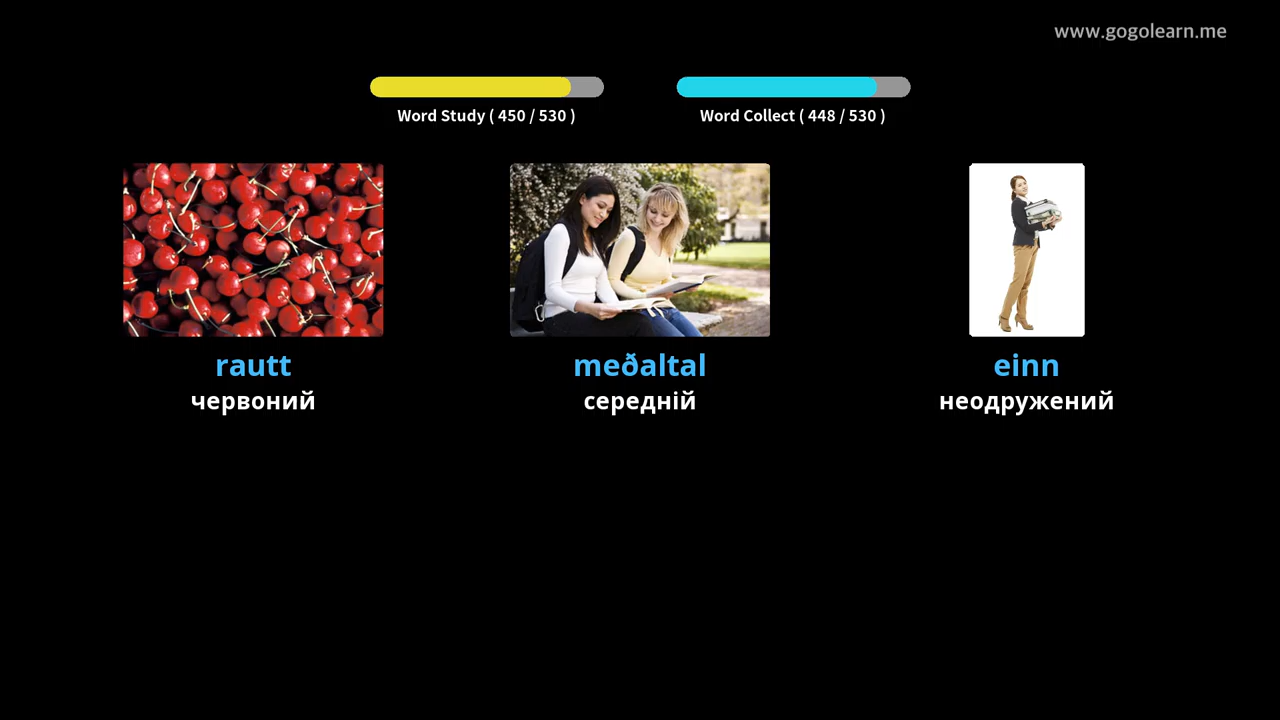 www.gogolearn.me
Word Study ( 450 / 530 )
Word Collect ( 448 / 530 )
rautt
meðaltal
einn
червоний
середній
неодружений